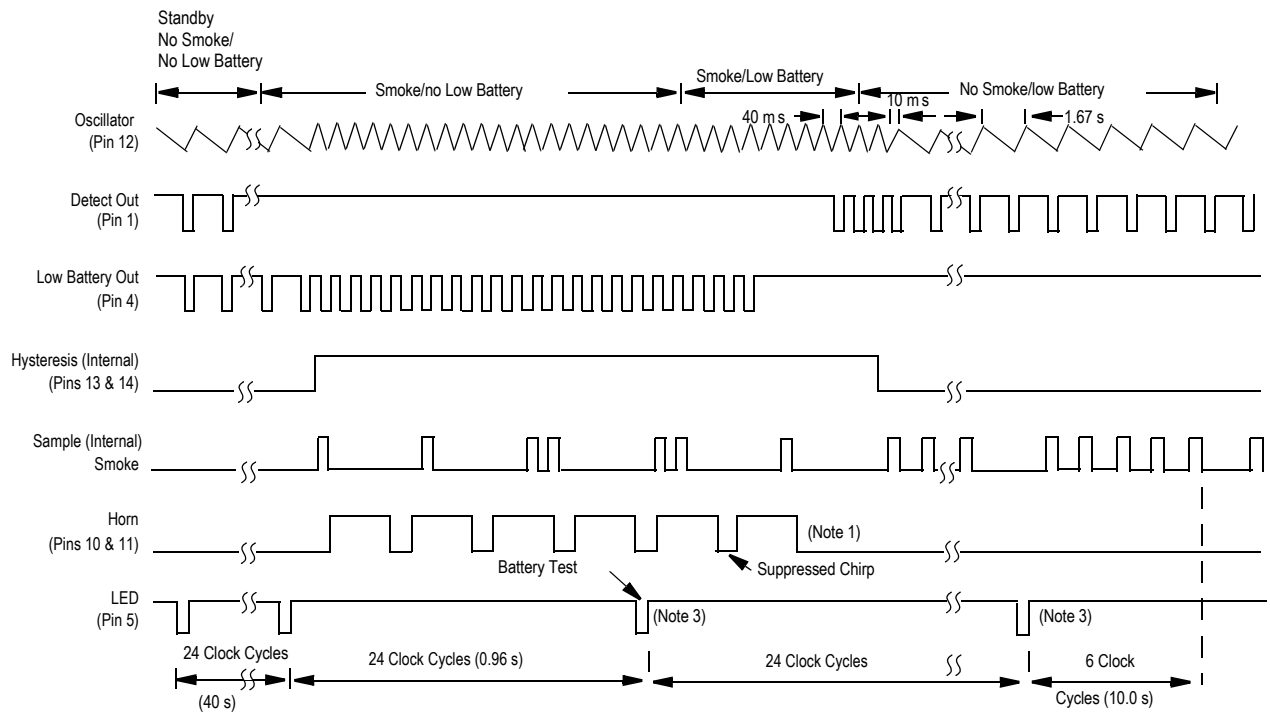 Standby
No Smoke/
No Low Battery
Smoke/no Low Battery
Smoke/Low Battery
No Smoke/low battery
Oscillator
(Pin 12)
40 ms
10 ms
1.67 s
Detect Out
(Pin 1)
Low Battery Out
(Pin 4)
Hysteresis (Internal)
(Pins 13 & 14)
Sample (Internal)
Smoke
Horn
(Pins 10 & 11)
(Note 1)
Battery Test
Suppressed Chirp
LED
(Pin 5)
(Note 3)
(Note 3)
24 Clock Cycles
(40 s)
24 Clock Cycles (0.96 s)
24 Clock Cycles
6 Clock
Cycles (10.0 s)